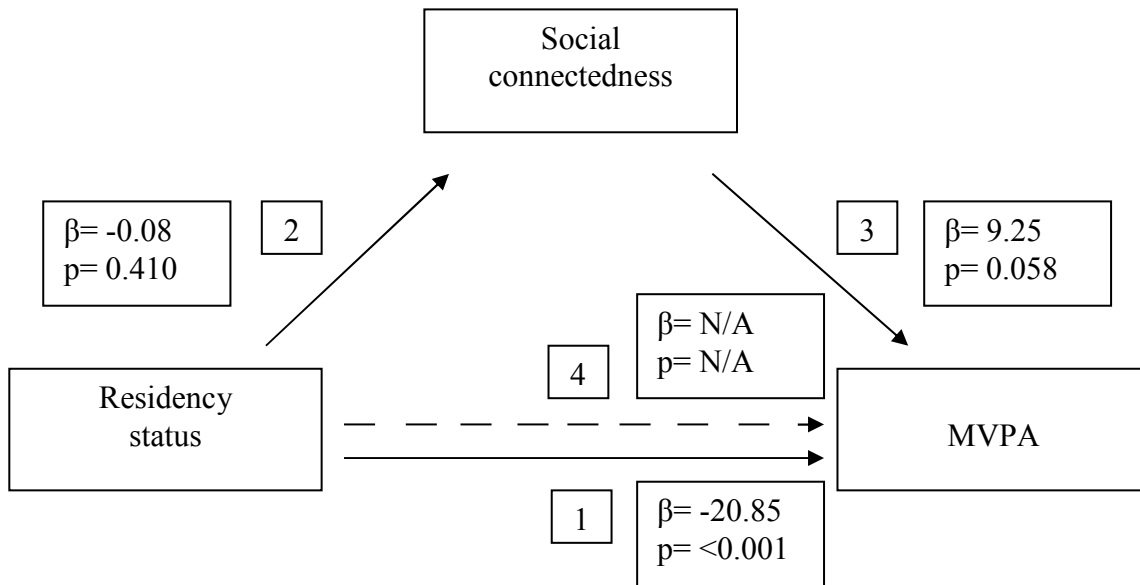 Social
connectedness
β= -0.08
p= 0.410
2
3
β= 9.25
p= 0.058
β= N/A
p= N/A
4
Residency
status
MVPA
1
β= -20.85
p= <0.001